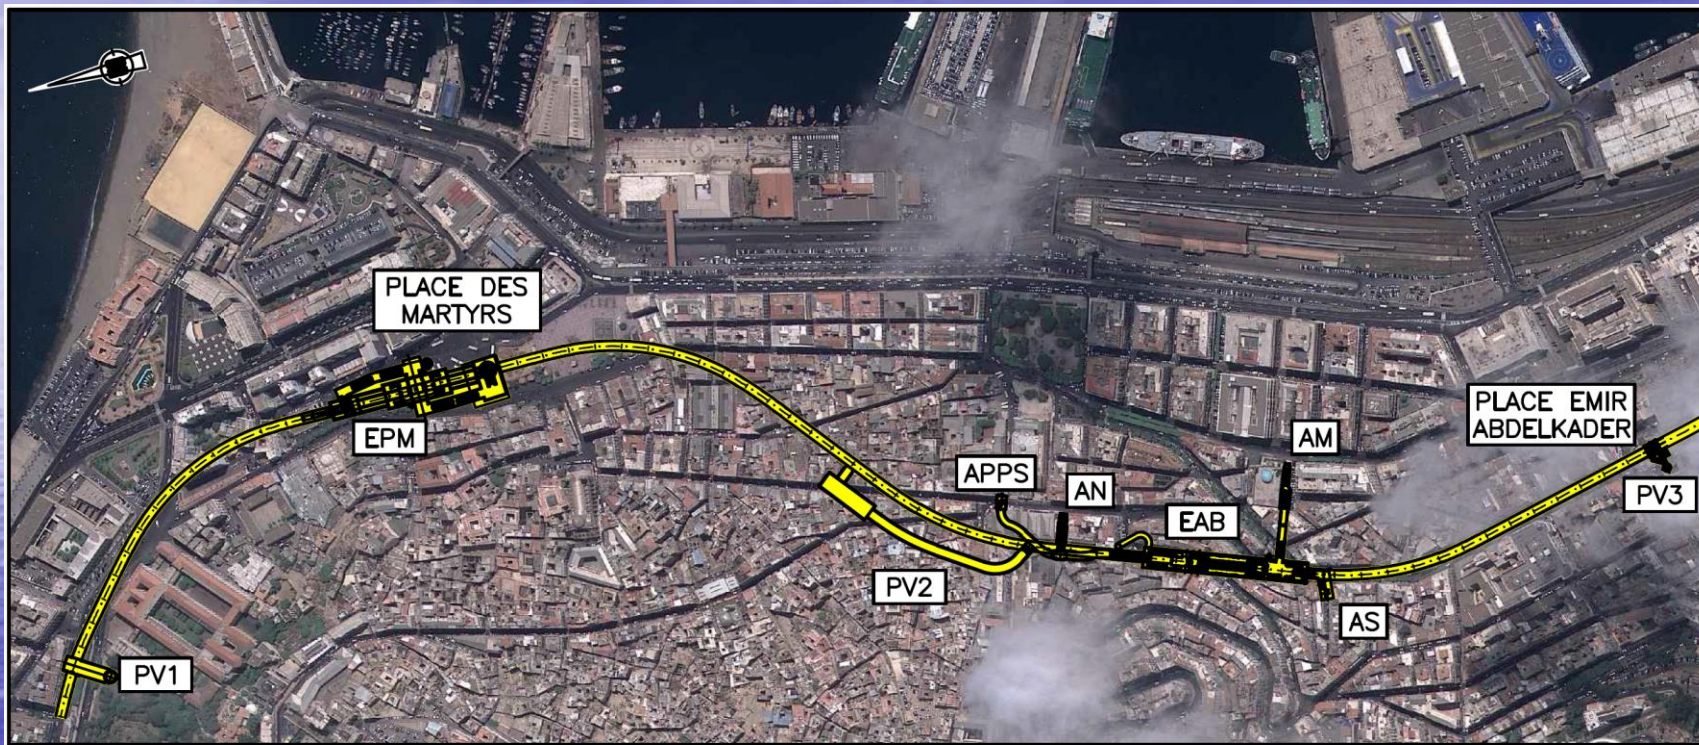 PLACE DES
MARTYRS
EPM
PLACE EMIR
ABDELKADER
AM
APPS
AN
EAB
PV3
PV2
AS
PV1